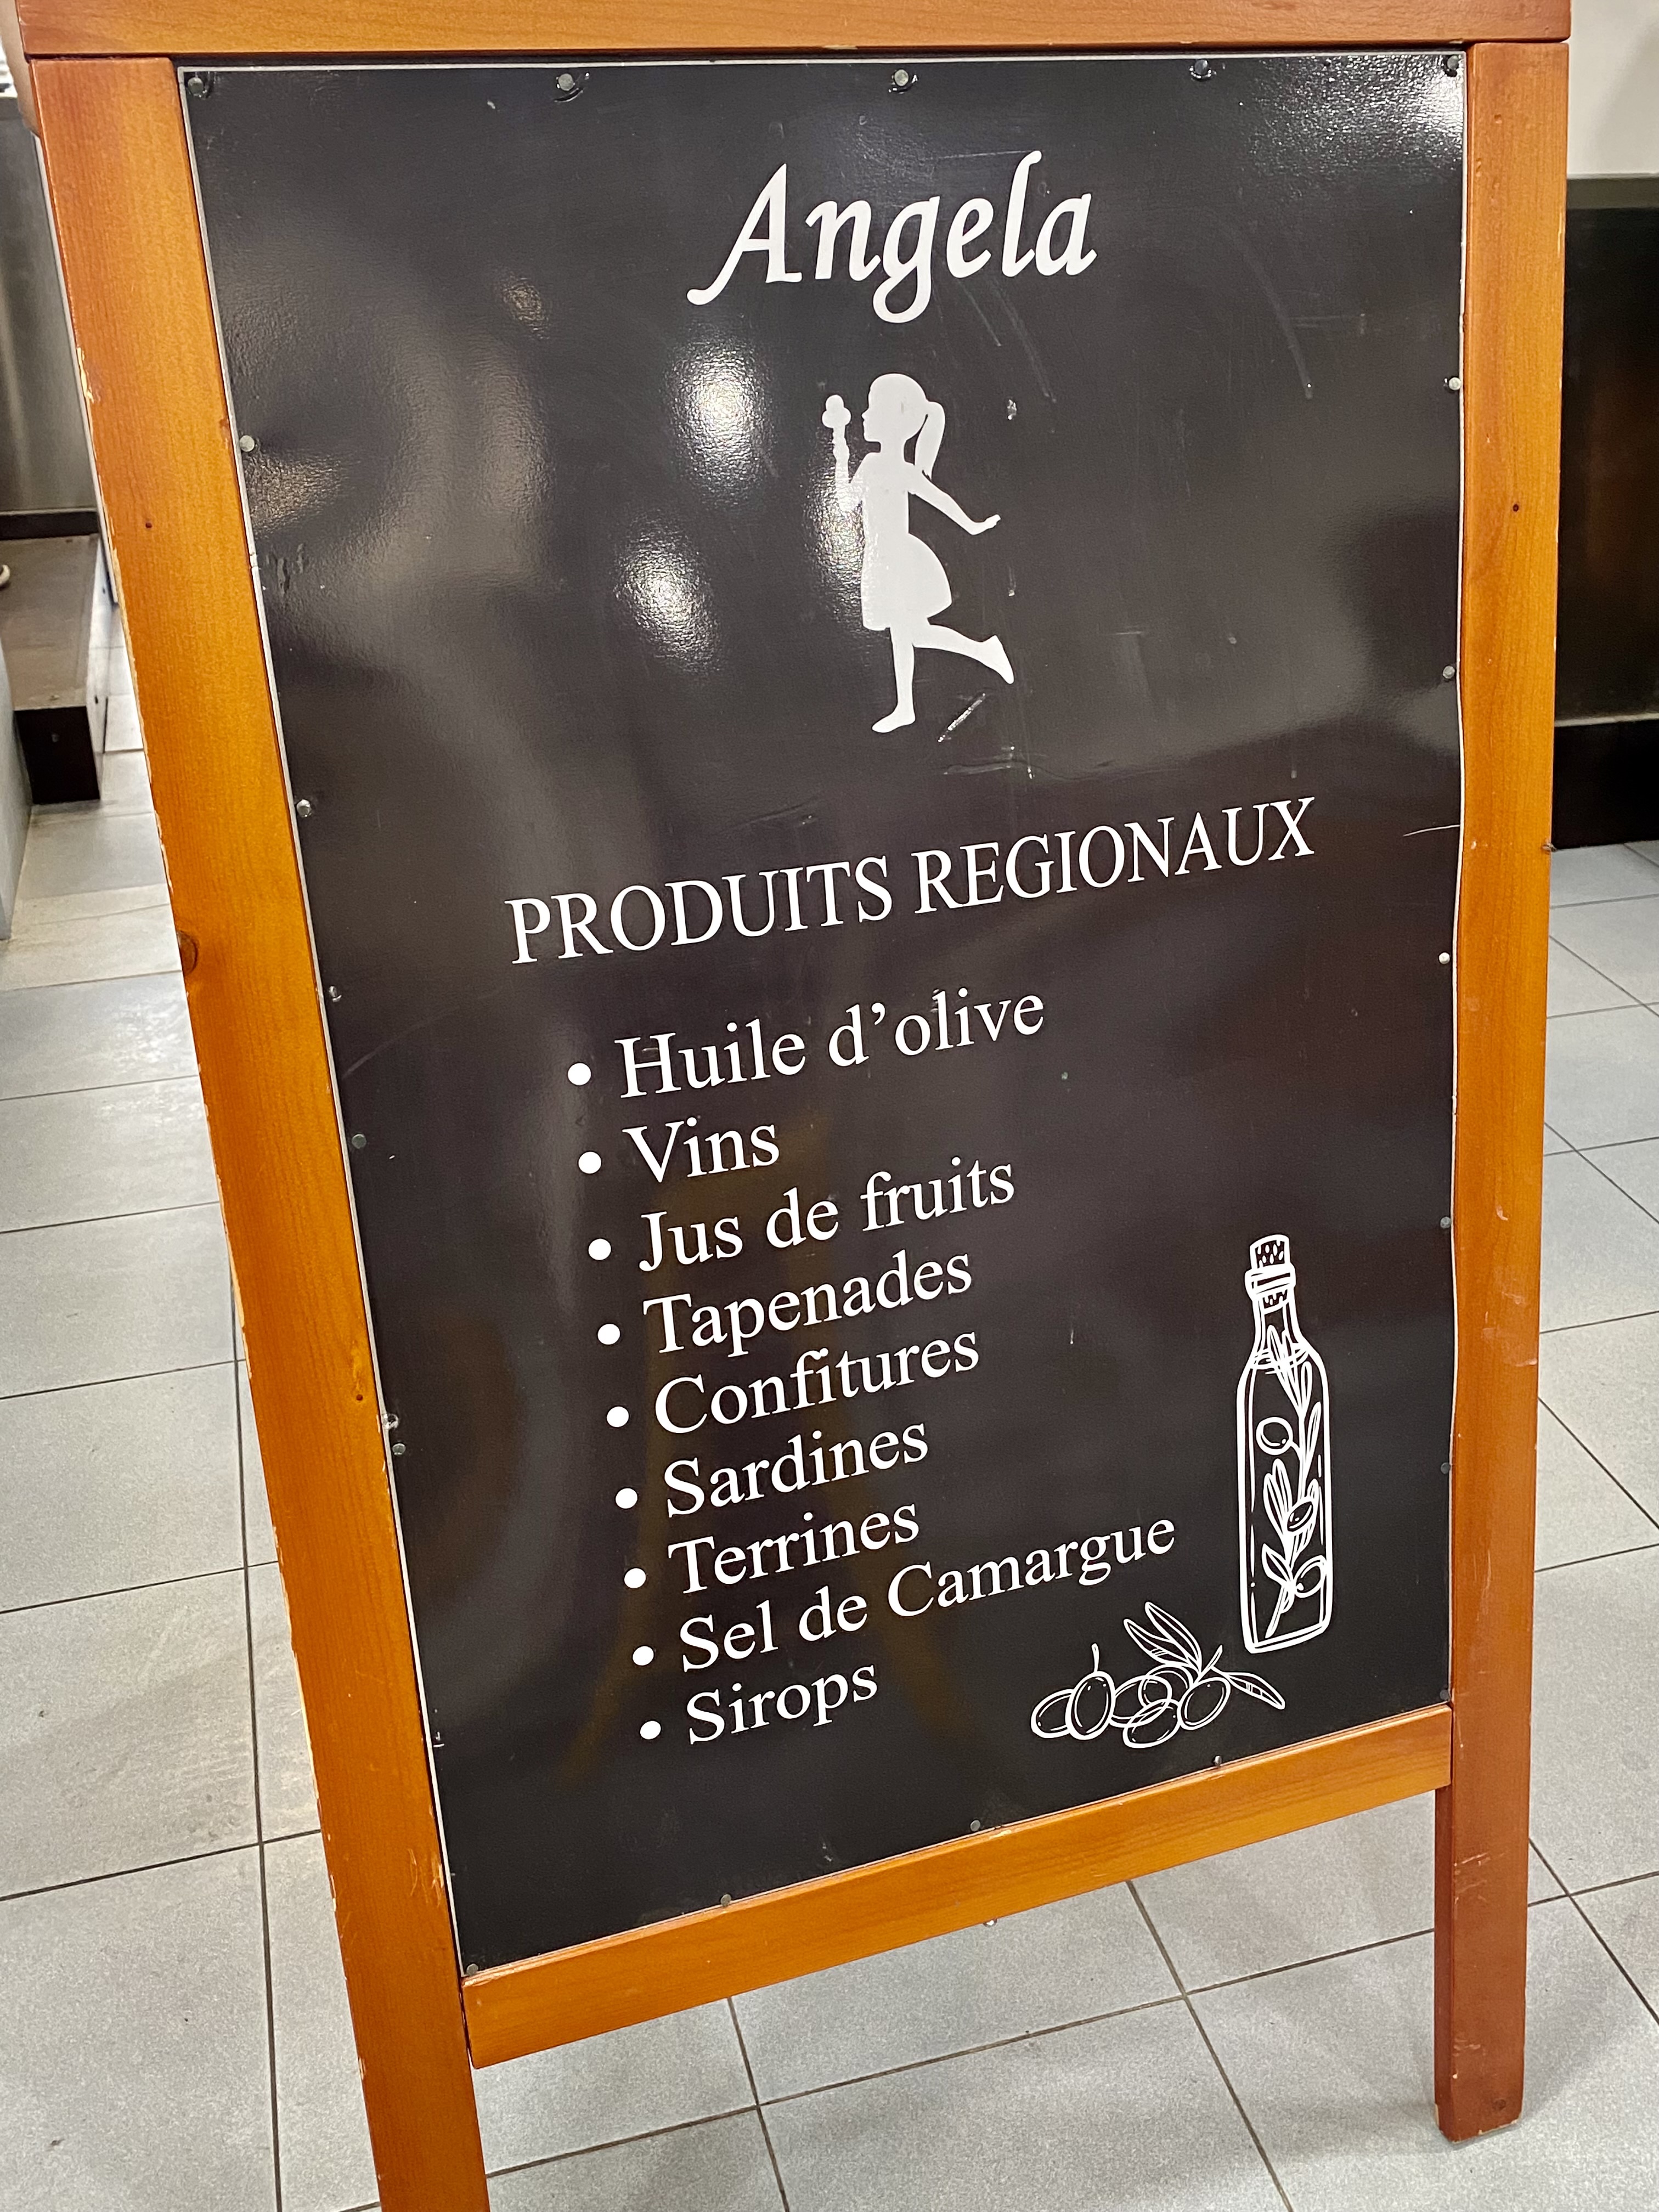 Angela
PRODUITS REGIONAUX
• Huile d’olive
• Vins
• Jus de fruits
• Tapenades
• Confitures
• Sardines
• Terrines
• Sel de Camargue
• Sirops